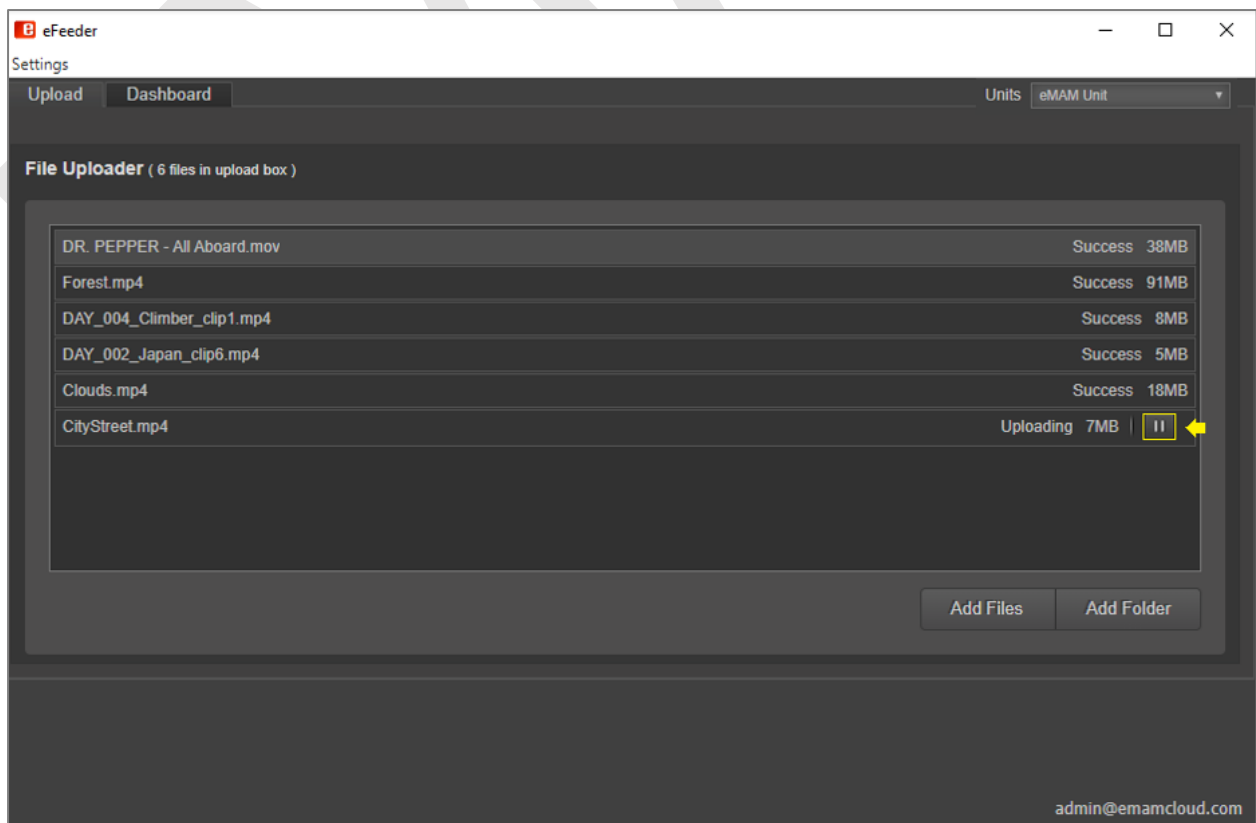 eFeeder
Settings
Upload Dashboard Units eMAM Unit
File Uploader ( 6 files in upload box )
DR. PEPPER - All Aboard.mov Success 38MB
Forest.mp4 Success 91MB
DAY_004_Climber_clip1.mp4 Success 8MB
DAY_002_Japan_clip6.mp4 Success 5MB
Clouds.mp4 Success 18MB
CityStreet.mp4 Uploading 7MB
Add Files Add Folder
admin@emamcloud.com